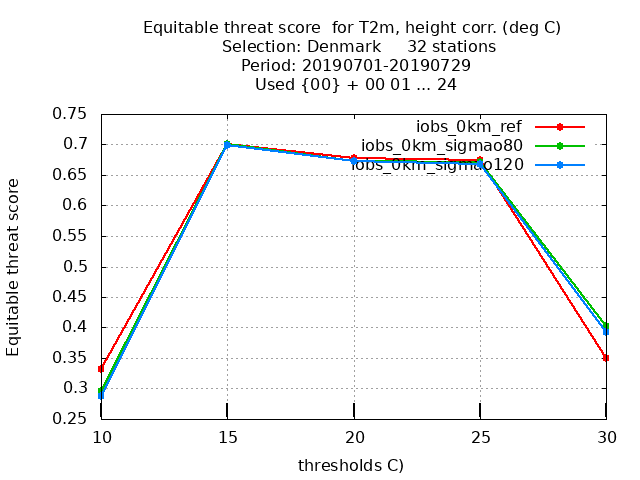 Equitable threat score  for T2m, height corr. (deg C)
Selection: Denmark     32 stations
Period: 20190701-20190729
Used {00} + 00 01 ... 24
iobs_0km_ref
iobs_0km_sigmao80
iobs_0km_sigmao120
Equitable threat score
0.75
0.7
0.65
0.6
0.55
0.5
0.45
0.4
0.35
0.3
0.25
10 15 20 25 30
thresholds C)